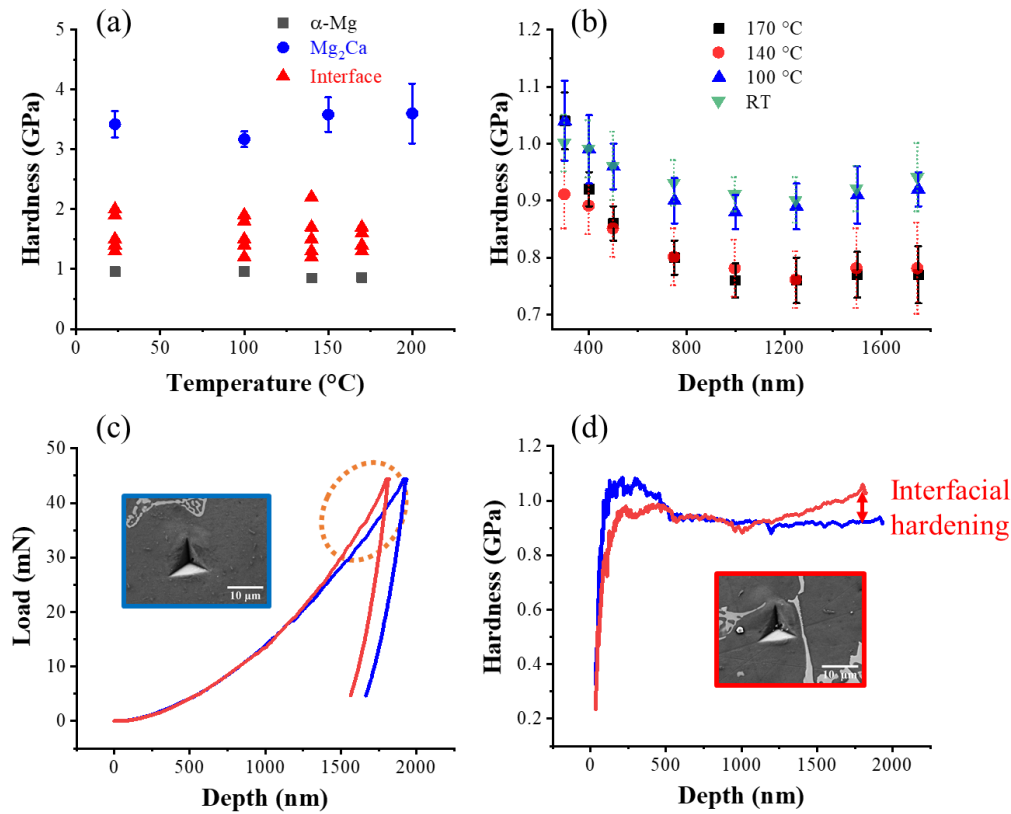 (a)
α-Mg
Mg₂Ca
Interface
5
4
3
2
1
0
0 50 100 150 200
Hardness (GPa)
Temperature (°C)
(b)
170 °C
140 °C
100 °C
RT
1.2
1.1
1.0
0.9
0.8
0.7
400 800 1200 1600
Hardness (GPa)
Depth (nm)
(c)
50
40
30
20
10
0
0 500 1000 1500 2000
Load (mN)
Depth (nm)
10 µm
(d)
1.2
1.0
0.8
0.6
0.4
0.2
0 500 1000 1500 2000
Hardness (GPa)
Depth (nm)
Interfacial
hardening
10 µm